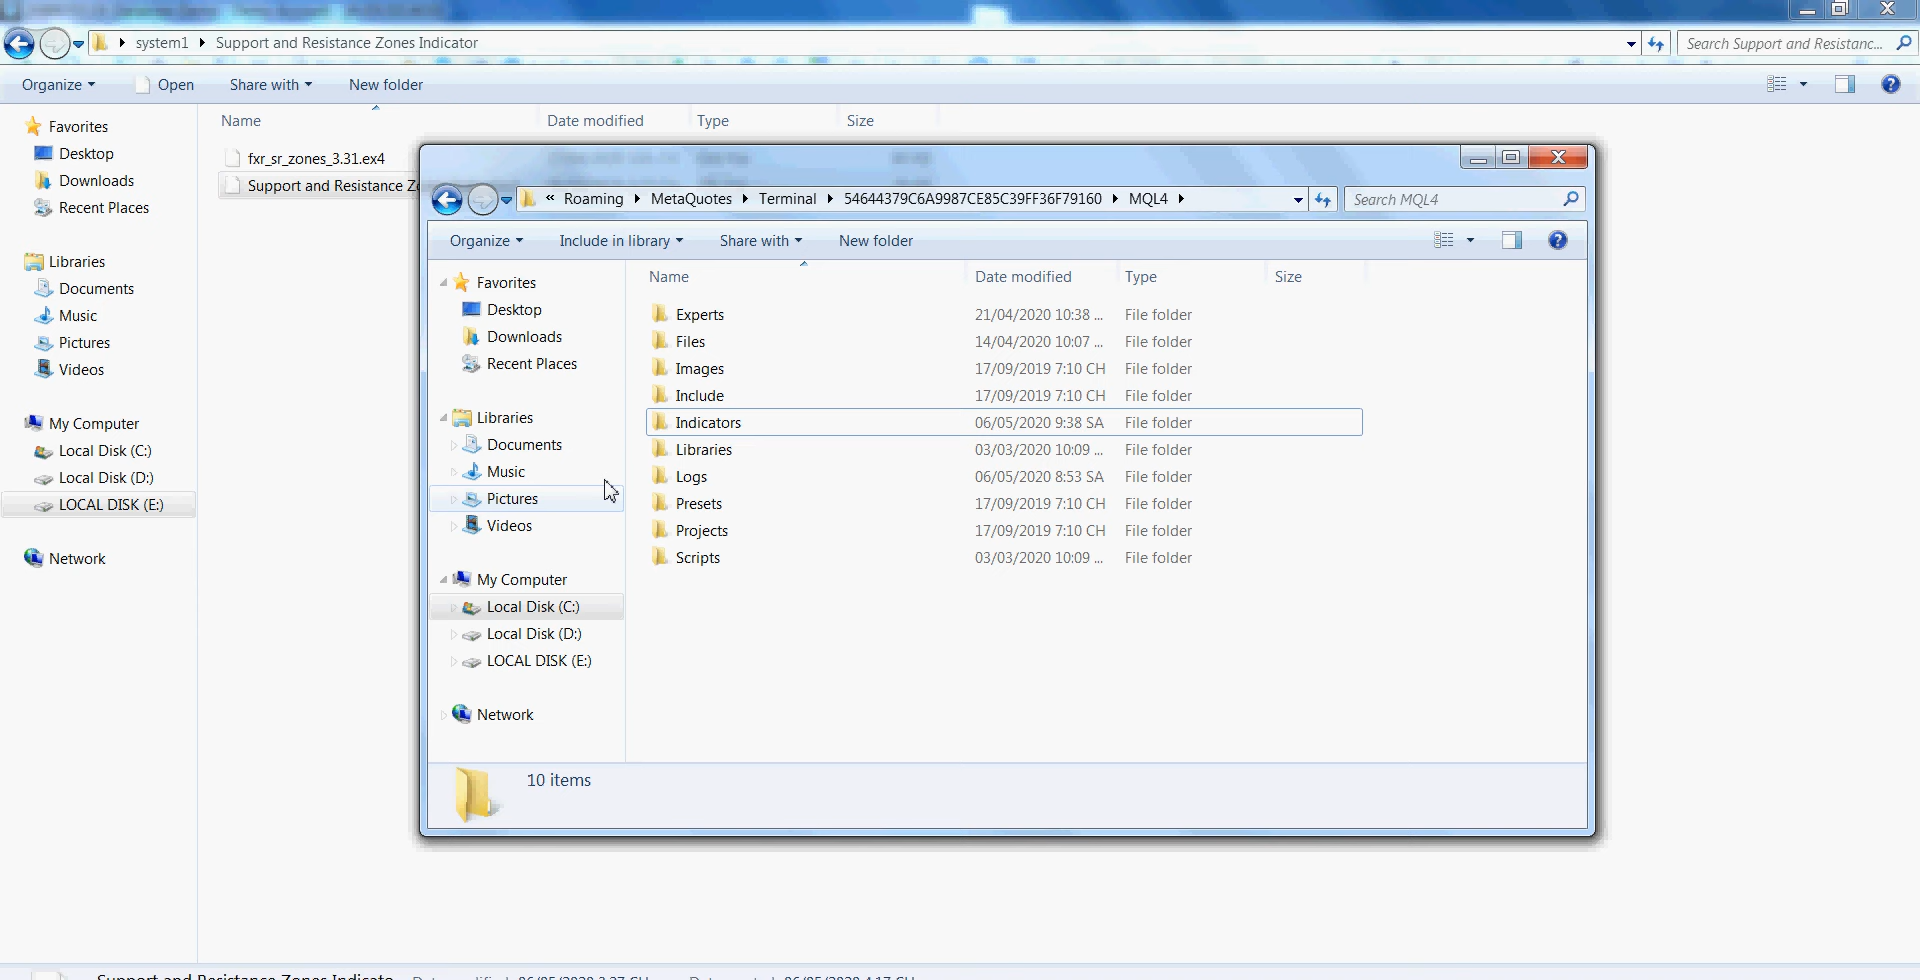 system1 Support and Resistance Zones Indicator
Search Support and Resistanc...
Organize Open Share with New folder
Name Date modified Type Size
Favorites
Desktop
Downloads
Recent Places
Libraries
Documents
Music
Pictures
Videos
My Computer
Local Disk (C:)
Local Disk (D:)
LOCAL DISK (E:)
Network
fxr_sr_zones_3.31.ex4
Support and Resistance Zo
« Roaming MetaQuotes Terminal 54644379C6A9987CE85C39FF36F79160 MQL4
Search MQL4
Organize Include in library Share with New folder
Favorites
Desktop
Downloads
Recent Places
Libraries
Documents
Music
Pictures
Videos
My Computer
Local Disk (C:)
Local Disk (D:)
LOCAL DISK (E:)
Network
Name Date modified Type Size
Experts 21/04/2020 10:38 ... File folder
Files 14/04/2020 10:07 ... File folder
Images 17/09/2019 7:10 CH File folder
Include 17/09/2019 7:10 CH File folder
Indicators 06/05/2020 9:38 SA File folder
Libraries 03/03/2020 10:09 ... File folder
Logs 06/05/2020 8:53 SA File folder
Presets 17/09/2019 7:10 CH File folder
Projects 17/09/2019 7:10 CH File folder
Scripts 03/03/2020 10:09 ... File folder
10 items
Support and Resistance Zones Indicato